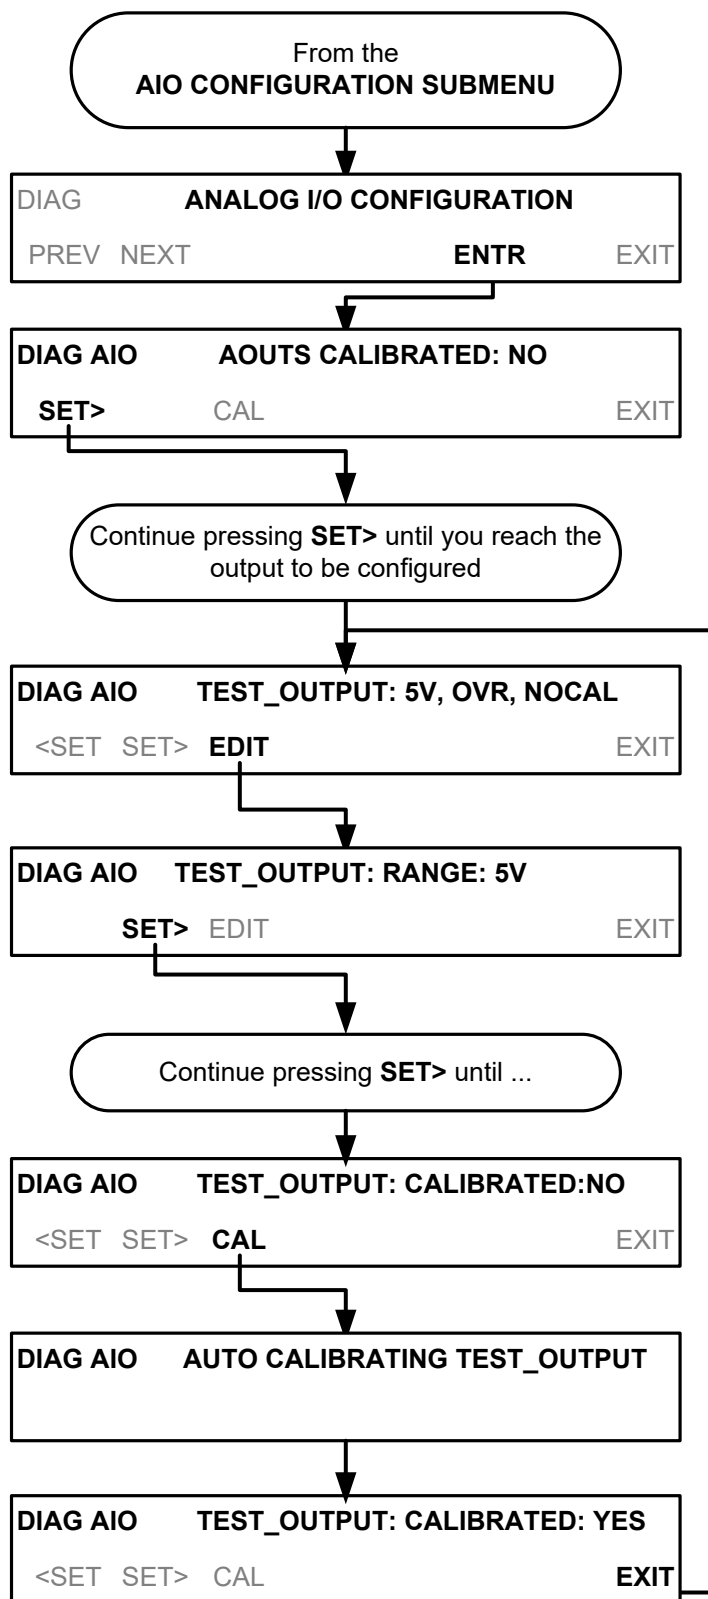 From the
AIO CONFIGURATION SUBMENU
DIAG ANALOG I/O CONFIGURATION
PREV NEXT ENTR EXIT
DIAG AIO AOUTS CALIBRATED: NO
SET> CAL EXIT
Continue pressing SET> until you reach the
output to be configured
DIAG AIO TEST_OUTPUT: 5V, OVR, NOCAL
<SET SET> EDIT EXIT
DIAG AIO TEST_OUTPUT: RANGE: 5V
SET> EDIT EXIT
Continue pressing SET> until ...
DIAG AIO TEST_OUTPUT: CALIBRATED:NO
<SET SET> CAL EXIT
DIAG AIO AUTO CALIBRATING TEST_OUTPUT
DIAG AIO TEST_OUTPUT: CALIBRATED: YES
<SET SET> CAL EXIT